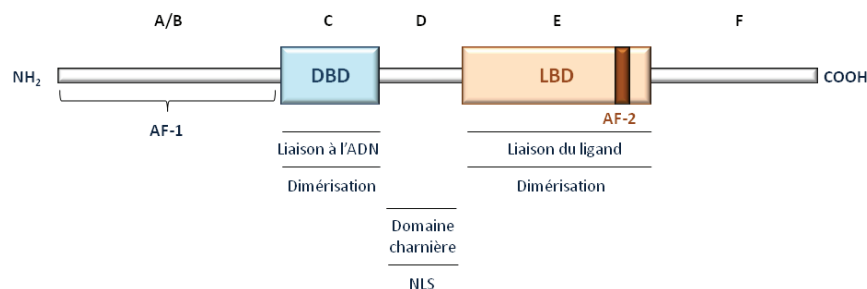 A/B C D E F
NH2 DBD LBD COOH
AF-1 AF-2
Liaison à l'ADN Liaison du ligand
Dimérisation Dimérisation
Domaine
charnière
NLS